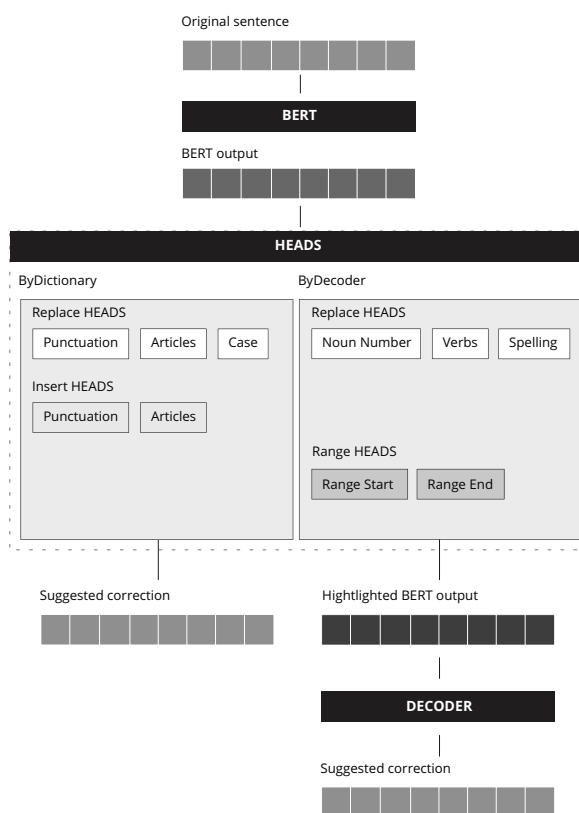 Original sentence
BERT
BERT output
HEADS
ByDictionary
Replace HEADS
Punctuation Articles Case
Insert HEADS
Punctuation Articles
ByDecoder
Replace HEADS
Noun Number Verbs Spelling
Range HEADS
Range Start Range End
Suggested correction
Hightlighted BERT output
DECODER
Suggested correction